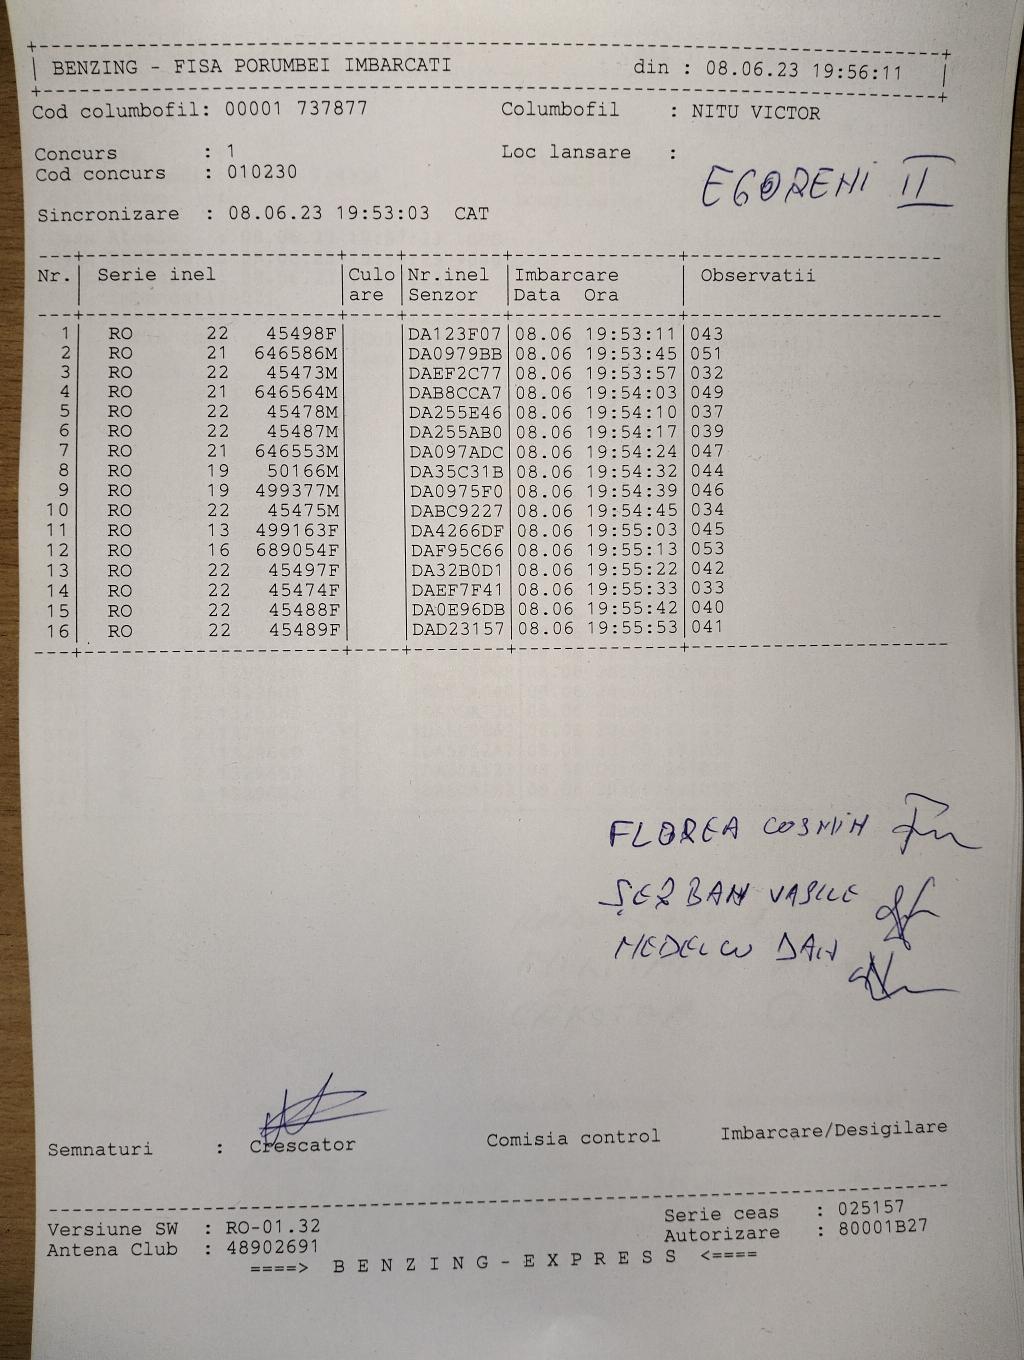 BENZING - FISA PORUMBEI IMBARCATI din : 08.06.23 19:56:11
Cod columbofil: 00001 737877 Columbofil : NITU VICTOR
Concurs : 1 Loc lansare :
Cod concurs : 010230
EGORENI II
Sincronizare : 08.06.23 19:53:03 CAT
Nr. Serie inel Culo Nr.inel Imbarcare Observatii
are Senzor Data Ora
1 RO 22 45498F DA123F07 08.06 19:53:11 043
2 RO 21 646586M DA0979BB 08.06 19:53:45 051
3 RO 22 45473M DAEF2C77 08.06 19:53:57 032
4 RO 21 646564M DAB8CCA7 08.06 19:54:03 049
5 RO 22 45478M DA255E46 08.06 19:54:10 037
6 RO 22 45487M DA255AB0 08.06 19:54:17 039
7 RO 21 646553M DA097ADC 08.06 19:54:24 047
8 RO 19 50166M DA35C31B 08.06 19:54:32 044
9 RO 19 499377M DA0975F0 08.06 19:54:39 046
10 RO 22 45475M DABC9227 08.06 19:54:45 034
11 RO 13 499163F DA4266DF 08.06 19:55:03 045
12 RO 16 689054F DAF95C66 08.06 19:55:13 053
13 RO 22 45497F DA32B0D1 08.06 19:55:22 042
14 RO 22 45474F DAEF7F41 08.06 19:55:33 033
15 RO 22 45488F DA0E96DB 08.06 19:55:42 040
16 RO 22 45489F DAD23157 08.06 19:55:53 041
FLOREA COSMIN
ȘERBAN VASILE
NEDELCU DAN
Semnaturi : Crescator Comisia control Imbarcare/Desigilare
Versiune SW : RO-01.32 Serie ceas : 025157
Antena Club : 48902691 Autorizare : 80001B27
====> B E N Z I N G - E X P R E S S <====